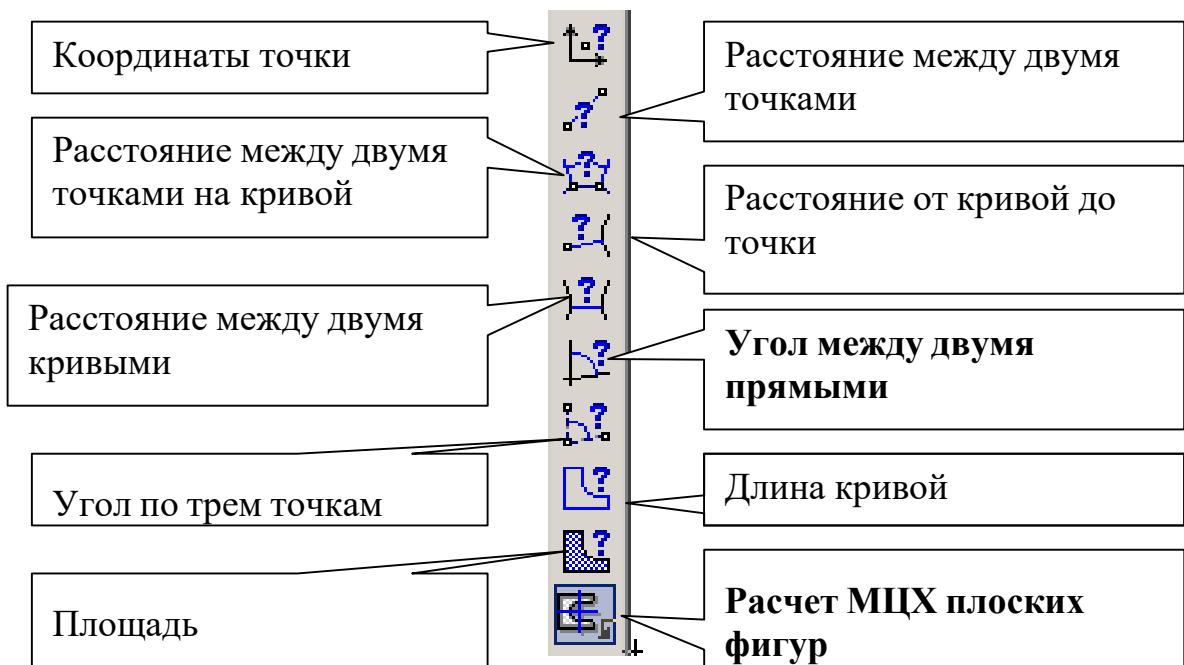 Координаты точки
Расстояние между двумя
точками
Расстояние между двумя
точками на кривой
Расстояние от кривой до
точки
Расстояние между двумя
кривыми
Угол между двумя
прямыми
Угол по трем точкам
Длина кривой
Площадь
Расчет МЦХ плоских
фигур